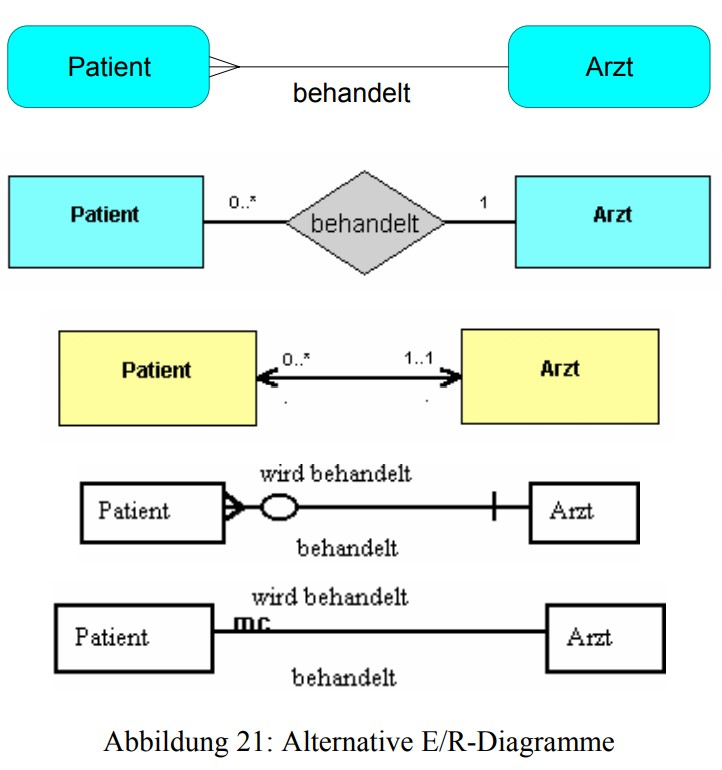 Patient
behandelt
Arzt
Patient
0..*
behandelt
1
Arzt
Patient
0..*
1..1
Arzt
wird behandelt
Patient
Arzt
behandelt
wird behandelt
mc
Patient
Arzt
behandelt
Abbildung 21: Alternative E/R-Diagramme